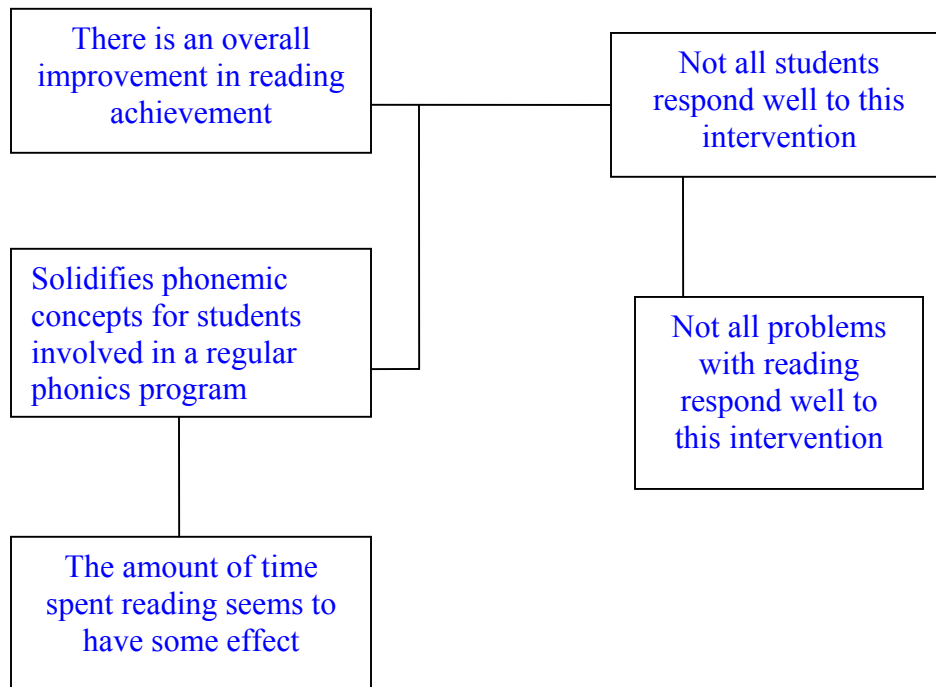 There is an overall
improvement in reading
achievement
Not all students
respond well to this
intervention
Solidifies phonemic
concepts for students
involved in a regular
phonics program
Not all problems
with reading
respond well to
this intervention
The amount of time
spent reading seems to
have some effect